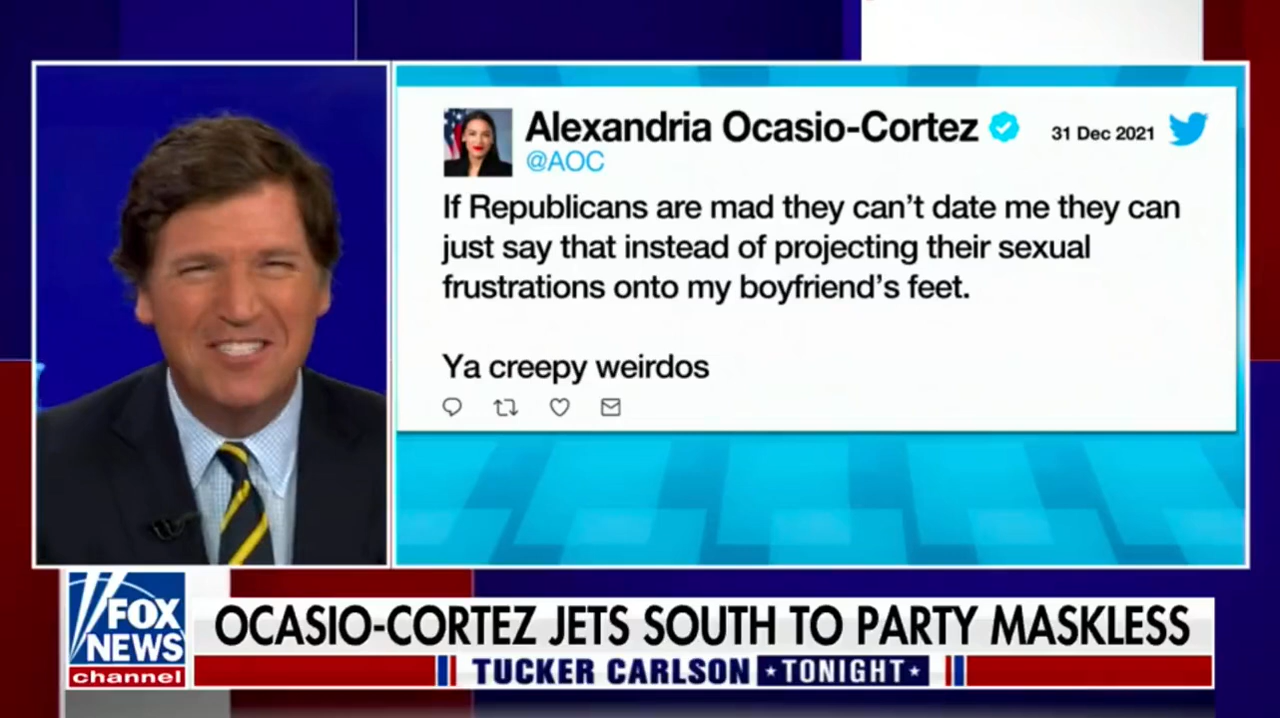 Alexandria Ocasio-Cortez
31 Dec 2021
@AOC
If Republicans are mad they can’t date me they can
just say that instead of projecting their sexual
frustrations onto my boyfriend’s feet.
Ya creepy weirdos
FOX
NEWS
channel
OCASIO-CORTEZ JETS SOUTH TO PARTY MASKLESS
TUCKER CARLSON TONIGHT